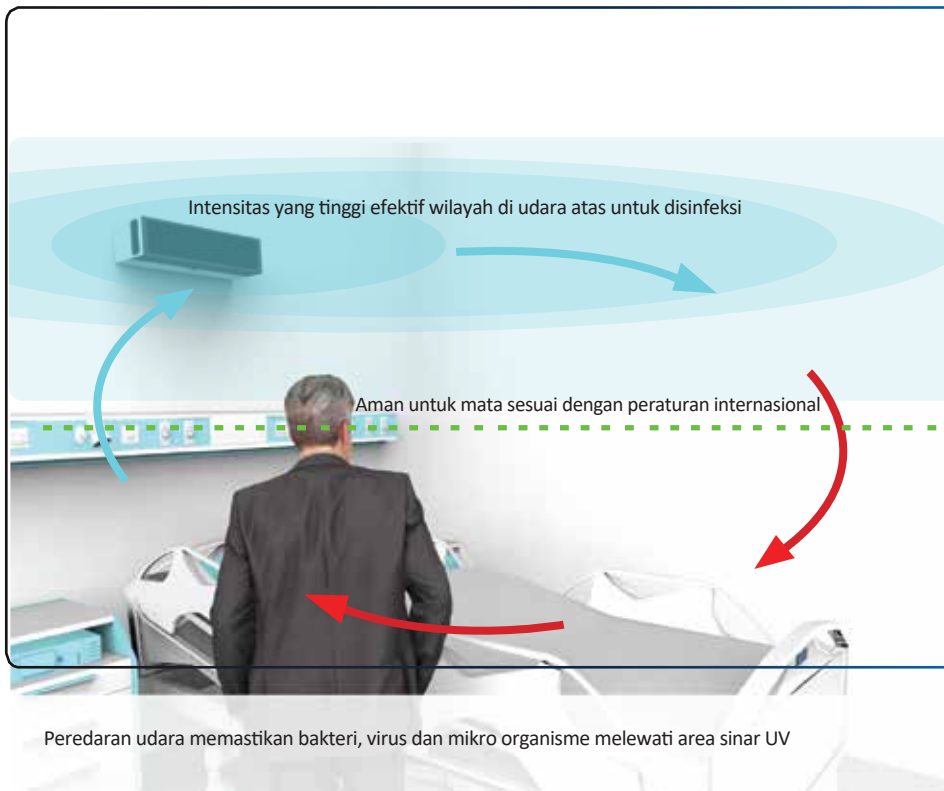 Intensitas yang tinggi efektif wilayah di udara atas untuk disinfeksi
Aman untuk mata sesuai dengan peraturan internasional
Peredaran udara memastikan bakteri, virus dan mikro organisme melewati area sinar UV